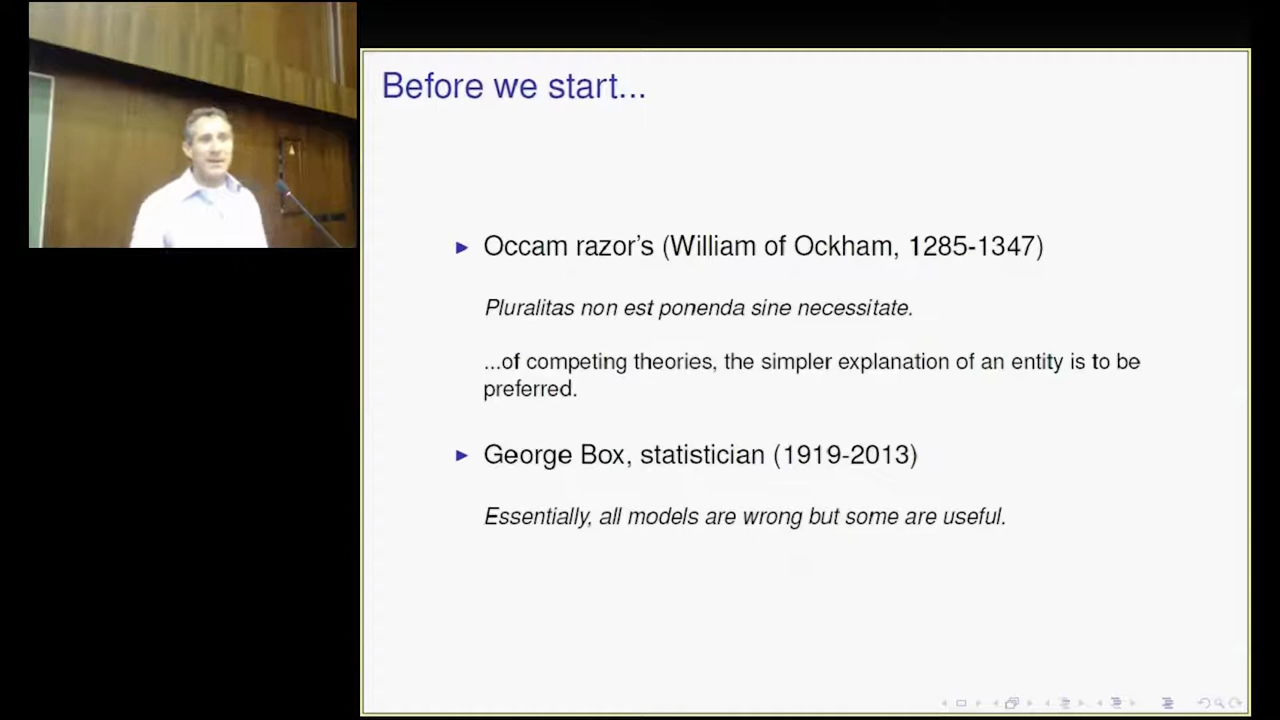 Before we start...
Occam razor's (William of Ockham, 1285-1347)
Pluralitas non est ponenda sine necessitate.
...of competing theories, the simpler explanation of an entity is to be
preferred.
George Box, statistician (1919-2013)
Essentially, all models are wrong but some are useful.